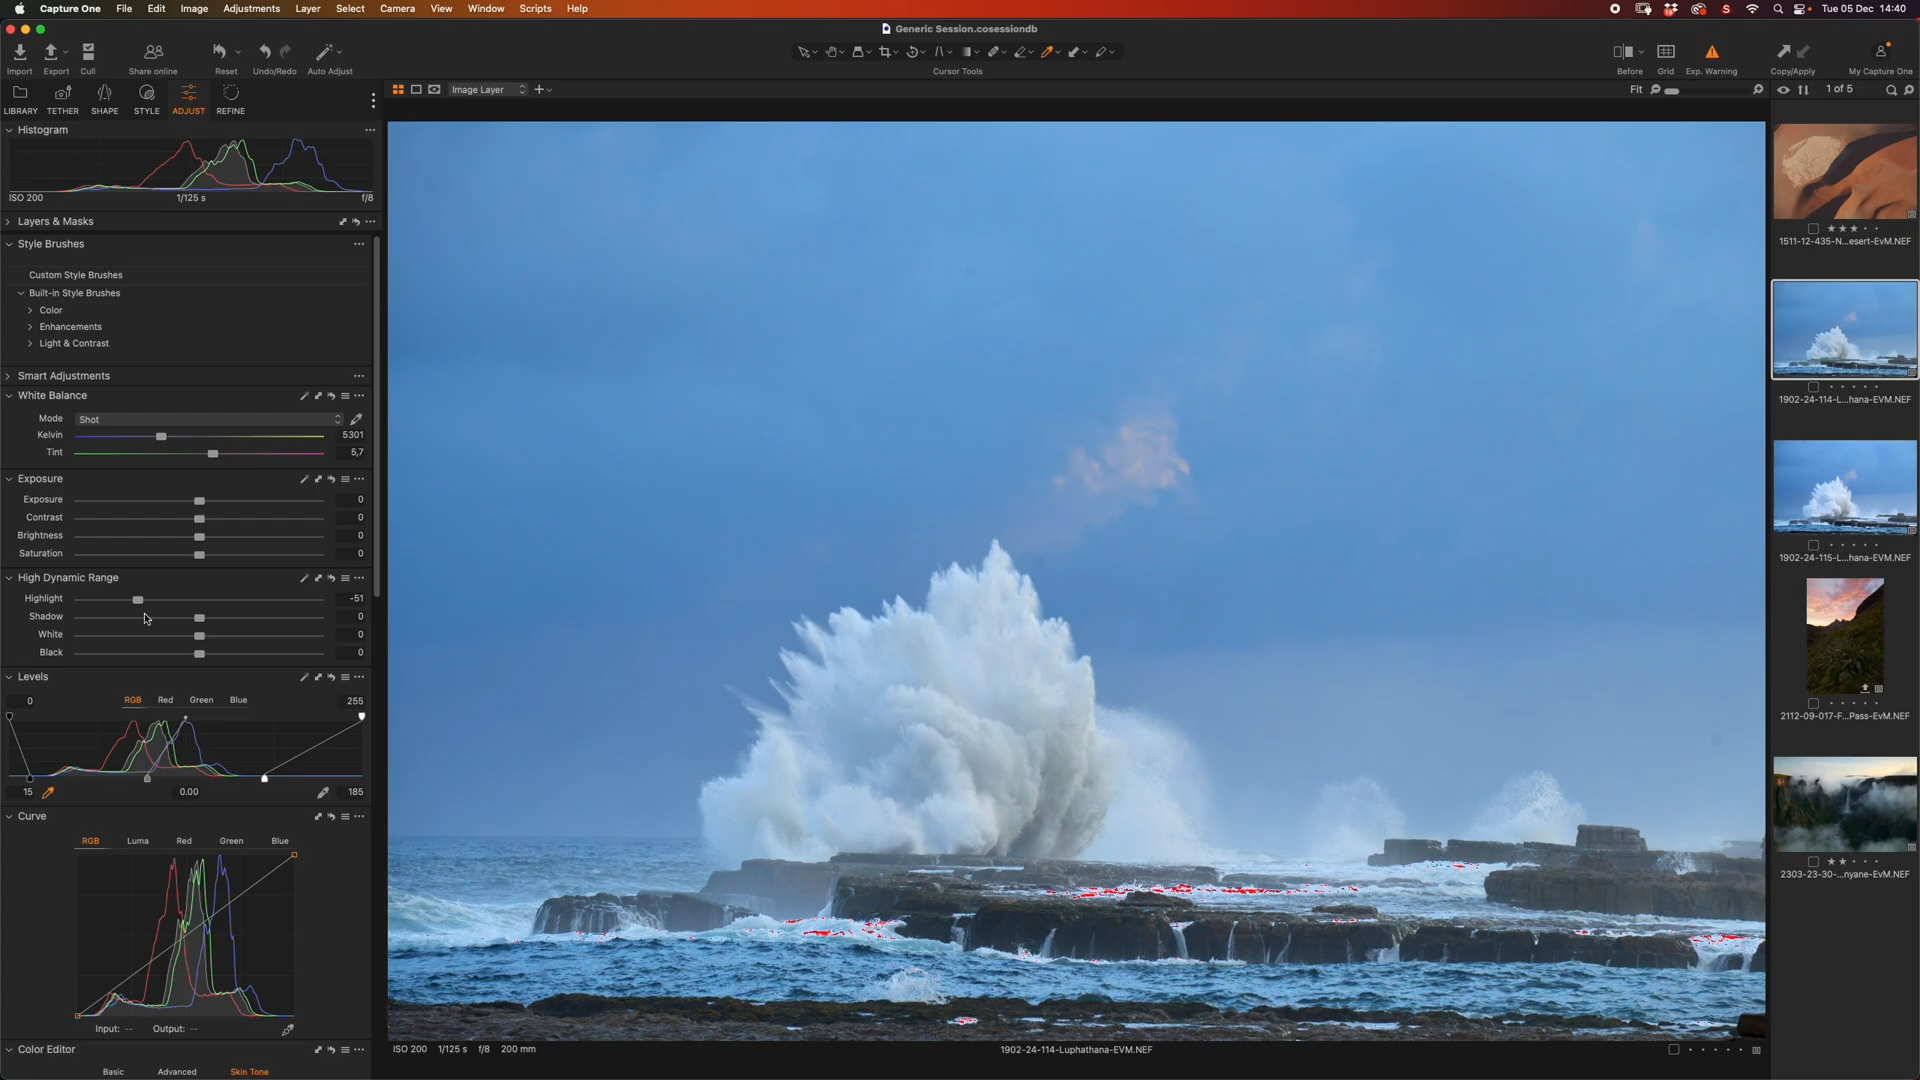 Capture One File Edit Image Adjustments Layer Select Camera View Window Scripts Help Tue 05 Dec 14:40
Generic Session.cosessiondb
Import Export Cull Share online Reset Undo/Redo Auto Adjust Cursor Tools Before Grid Exp. Warning Copy/Apply My Capture One
LIBRARY TETHER SHAPE STYLE ADJUST REFINE
Image Layer
Fit
1 of 5
Histogram
ISO 200 1/125 s f/8
Layers & Masks
Style Brushes
Custom Style Brushes
Built-in Style Brushes
Color
Enhancements
Light & Contrast
Smart Adjustments
White Balance
Mode Shot
Kelvin 5301
Tint 5,7
Exposure
Exposure 0
Contrast 0
Brightness 0
Saturation 0
High Dynamic Range
Highlight -51
Shadow 0
White 0
Black 0
Levels
0 RGB Red Green Blue 255
15 0.00 185
Curve
RGB Luma Red Green Blue
Input: -- Output: --
Color Editor
Basic Advanced Skin Tone
ISO 200 1/125 s f/8 200 mm
1902-24-114-Luphathana-EVM.NEF
1511-12-435-N...esert-EvM.NEF
1902-24-114-L...hana-EVM.NEF
1902-24-115-L...hana-EVM.NEF
2112-09-017-F...Pass-EvM.NEF
2303-23-30-...nyane-EvM.NEF